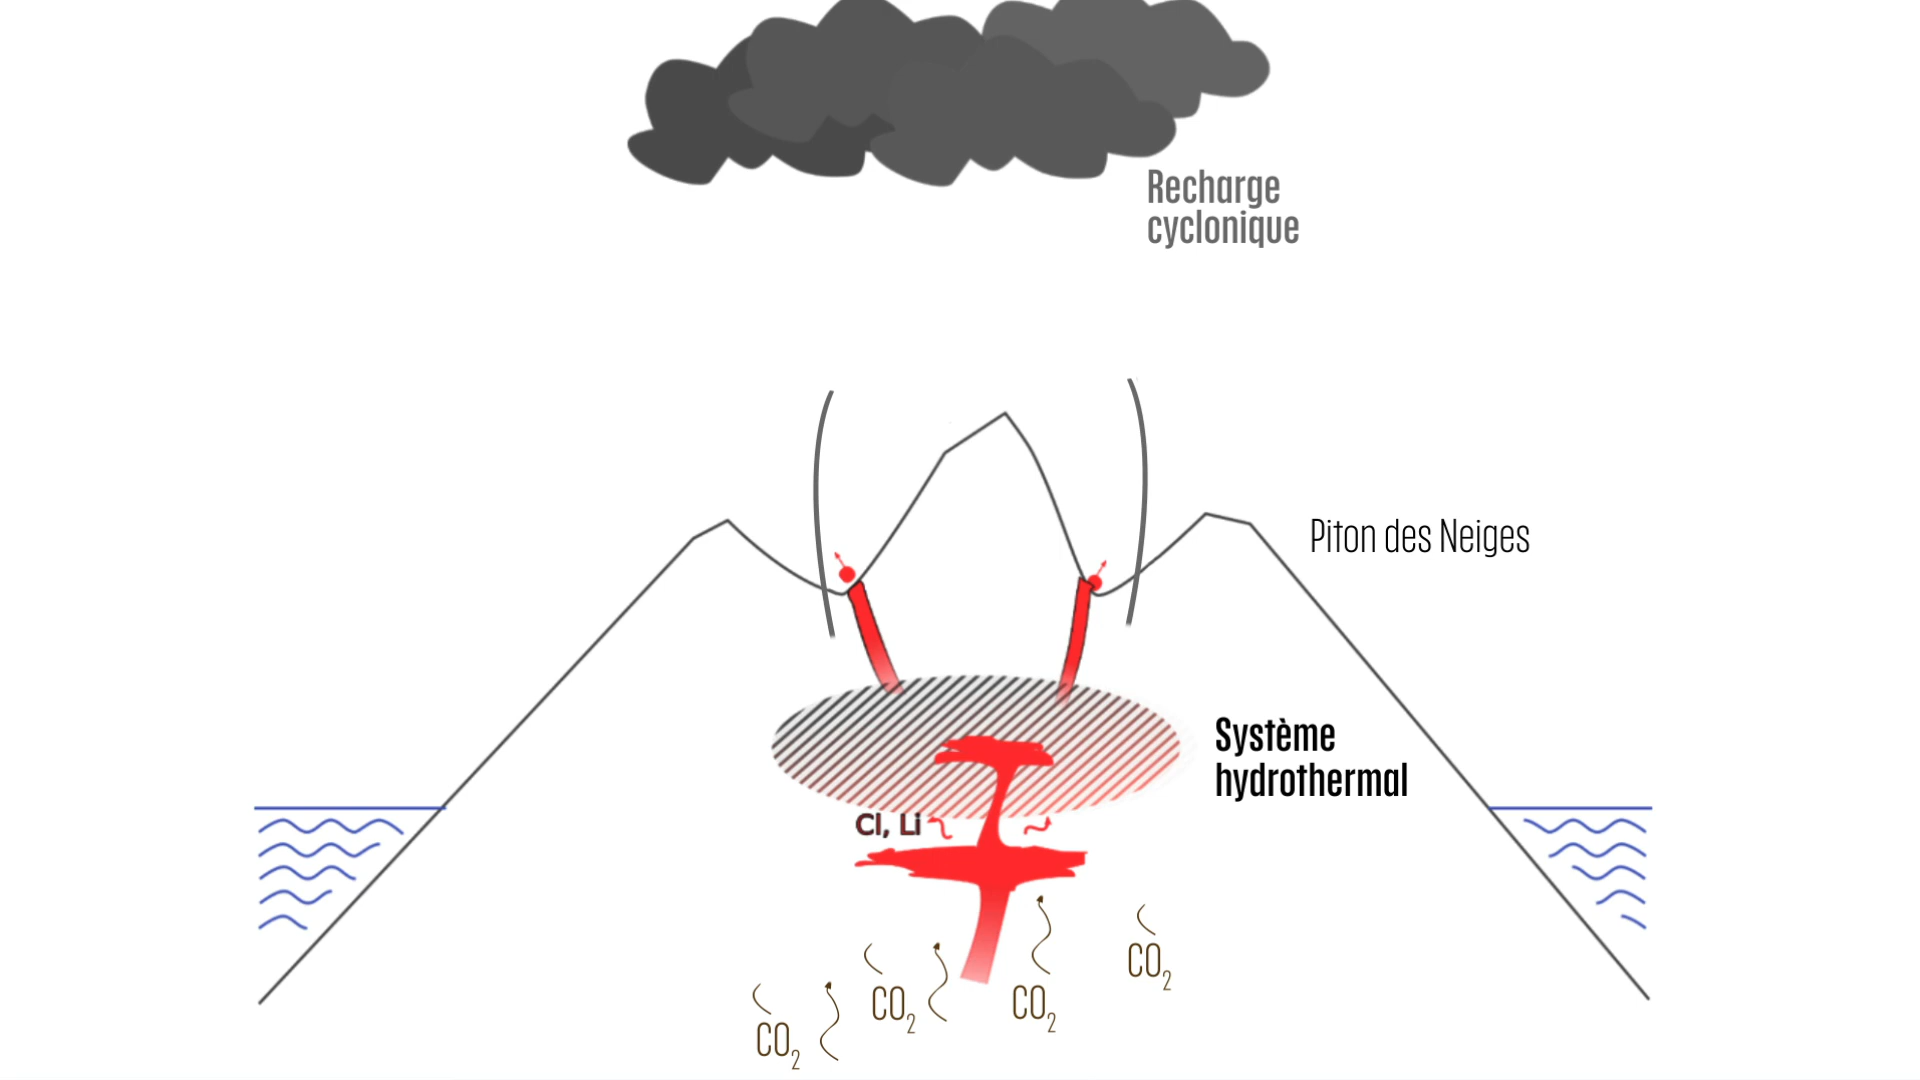 Recharge
cyclonique
Piton des Neiges
Système
hydrothermal
Cl, Li
CO₂
CO₂
CO₂
CO₂